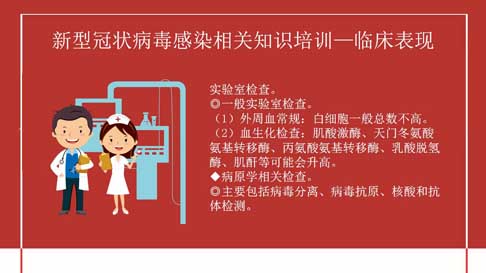 新型冠状病毒感染相关知识培训—临床表现
实验室检查。
◎一般实验室检查。
（1）外周血常规：白细胞一般总数不高。
（2）血生化检查：肌酸激酶、天门冬氨酸
氨基转移酶、丙氨酸氨基转移酶、乳酸脱氢
酶、肌酐等可能会升高。
◆病原学相关检查。
◎主要包括病毒分离、病毒抗原、核酸和抗
体检测。